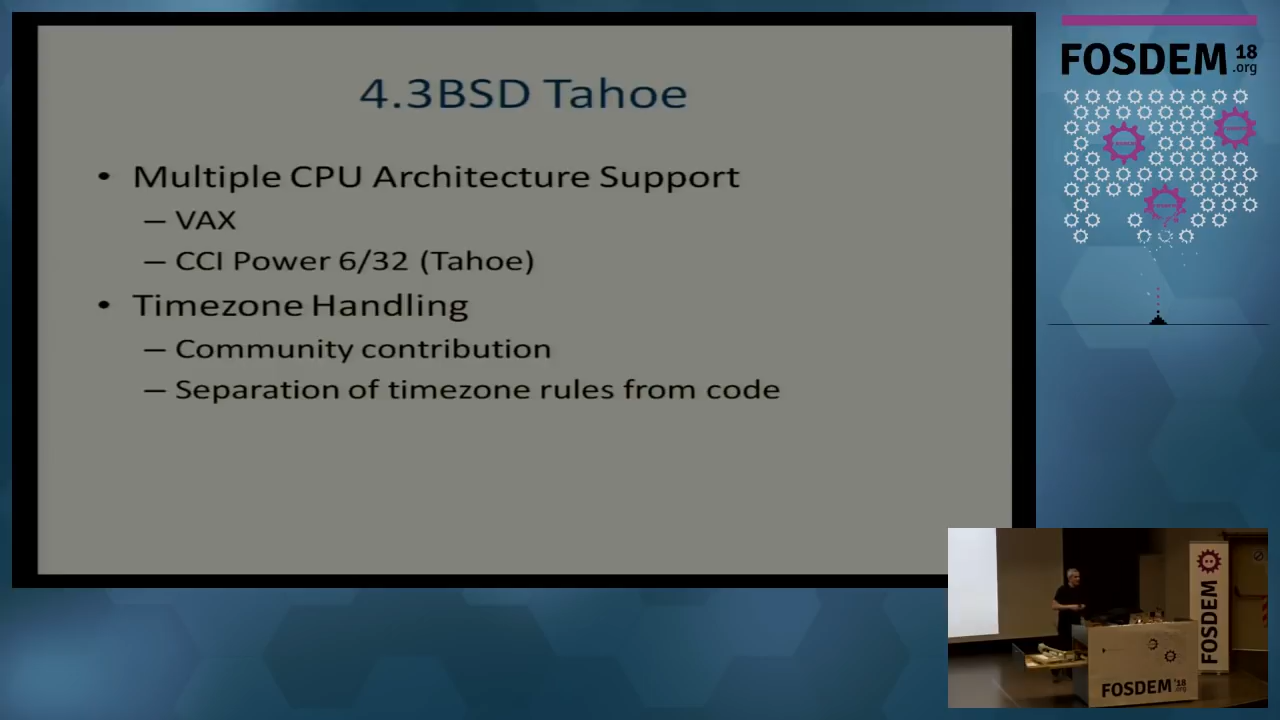 4.3BSD Tahoe
• Multiple CPU Architecture Support
– VAX
– CCI Power 6/32 (Tahoe)
• Timezone Handling
– Community contribution
– Separation of timezone rules from code
FOSDEM 18
.org
FOSDEM
FOSDEM '18
.org